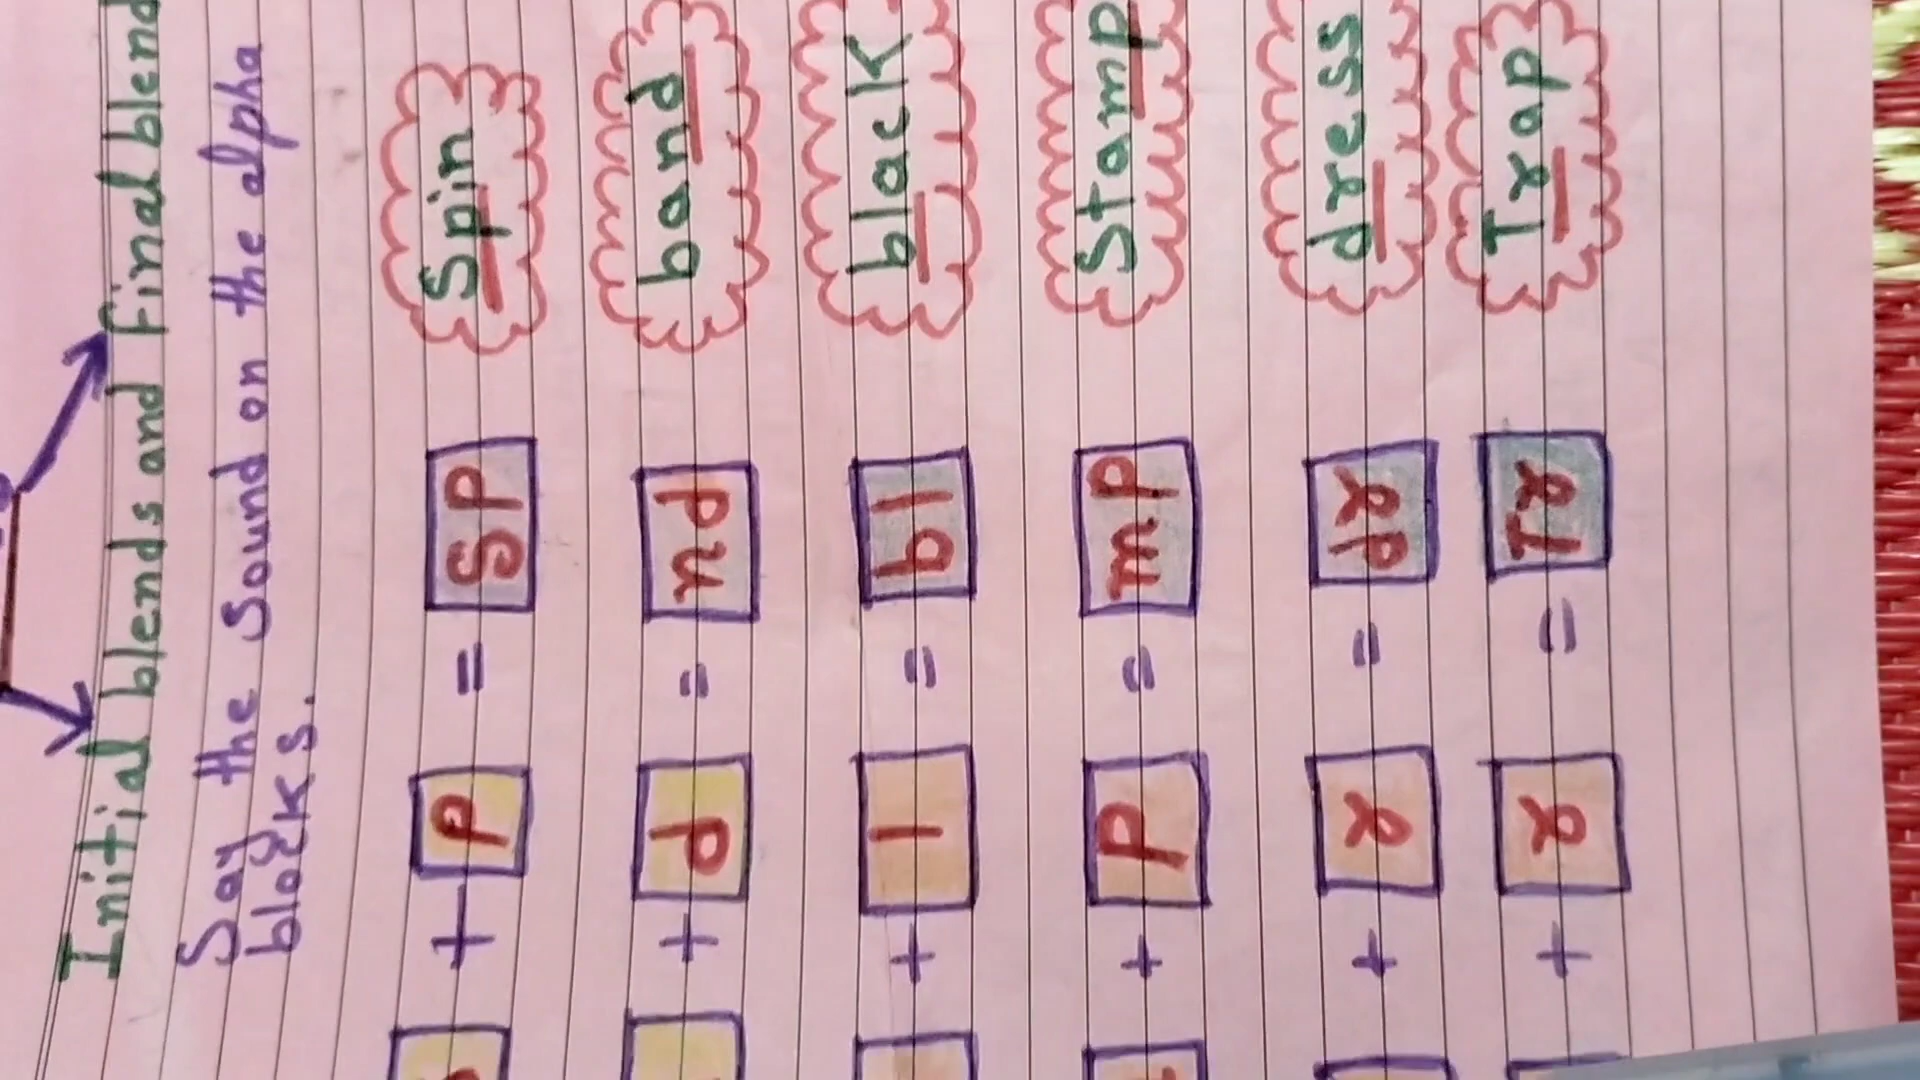 Initial blends and Final blend
Say the Sound on the alpha
blocks.
+ p = sp Spin
+ d = nd band
+ l = bl black
+ p = mp Stamp
+ r = dr dress
+ r = Tr Trap